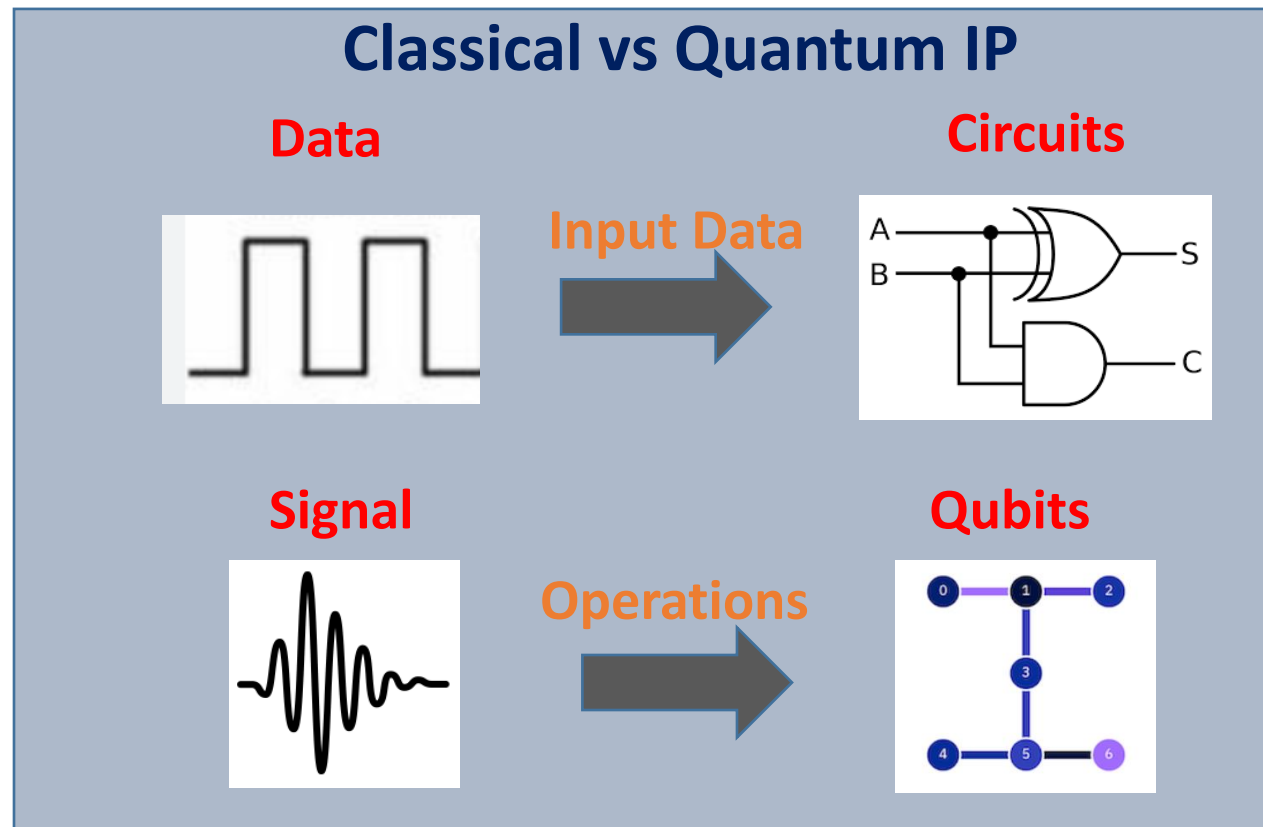 Classical vs Quantum IP
Data
Circuits
Input Data
A
S
B
C
Signal
Qubits
Operations
0 1 2
3
4 5 6